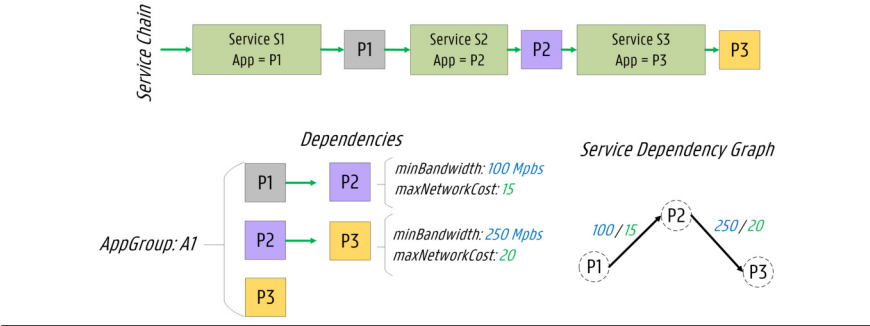 Service Chain
Service S1
App = P1
P1
Service S2
App = P2
P2
Service S3
App = P3
P3
Dependencies
Service Dependency Graph
AppGroup: A1
P1
P2
minBandwidth: 100 Mpbs
maxNetworkCost: 15
P2
P3
minBandwidth: 250 Mpbs
maxNetworkCost: 20
P3
100 / 15
P2
250 / 20
P1
P3